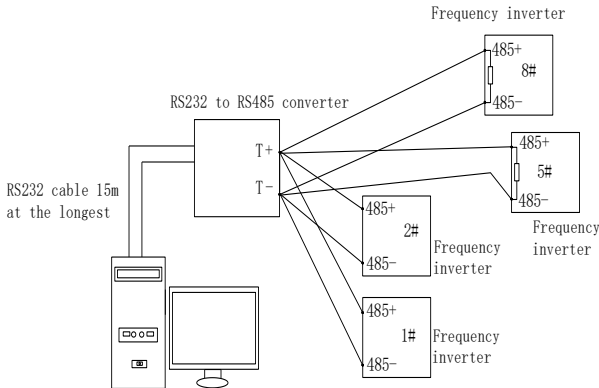 Frequency inverter
485+
8#
485-
RS232 to RS485 converter
T+
T-
485+
5#
485-
Frequency
inverter
RS232 cable 15m
at the longest
485+
2#
485-
Frequency
inverter
485+
1#
485-
Frequency
inverter